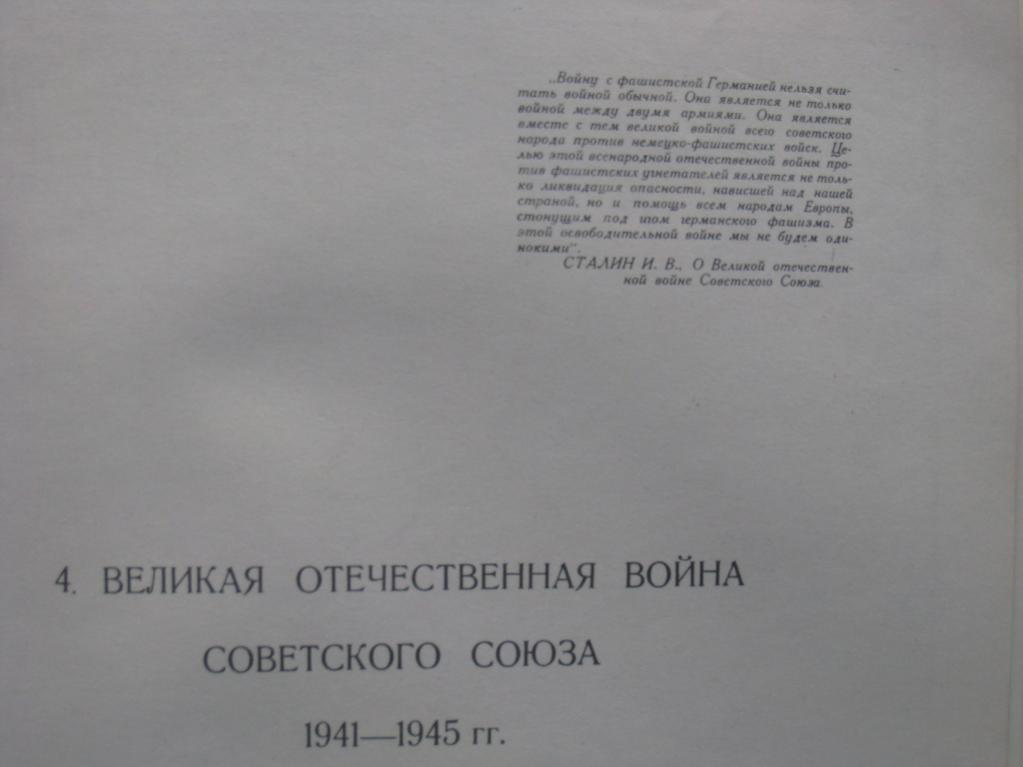 „Войну с фашистской Германией нельзя счи-
тать войной обычной. Она является не только
войной между двумя армиями. Она является
вместе с тем великой войной всего советского
народа против немецко-фашистских войск. Це-
лью этой всенародной отечественной войны про-
тив фашистских угнетателей является не толь-
ко ликвидация опасности, нависшей над нашей
страной, но и помощь всем народам Европы,
стонущим под игом германского фашизма. В
этой освободительной войне мы не будем оди-
нокими“.
СТАЛИН И. В., О Великой отечествен-
ной войне Советского Союза.
4. ВЕЛИКАЯ ОТЕЧЕСТВЕННАЯ ВОЙНА
СОВЕТСКОГО СОЮЗА
1941—1945 гг.